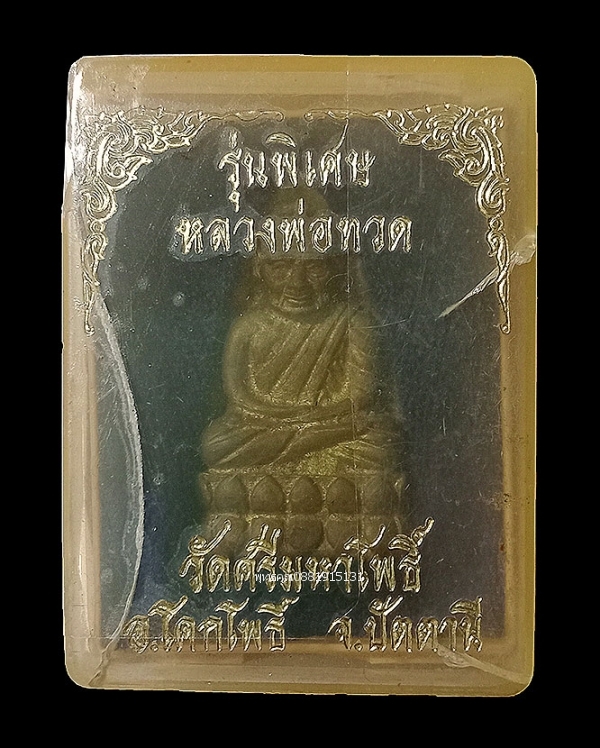 รุ่นพิเศษ
หลวงพ่อทวด
วัดศรีมหาโพธิ์
0881915131
อ.โคกโพธิ์ จ.ปัตตานี